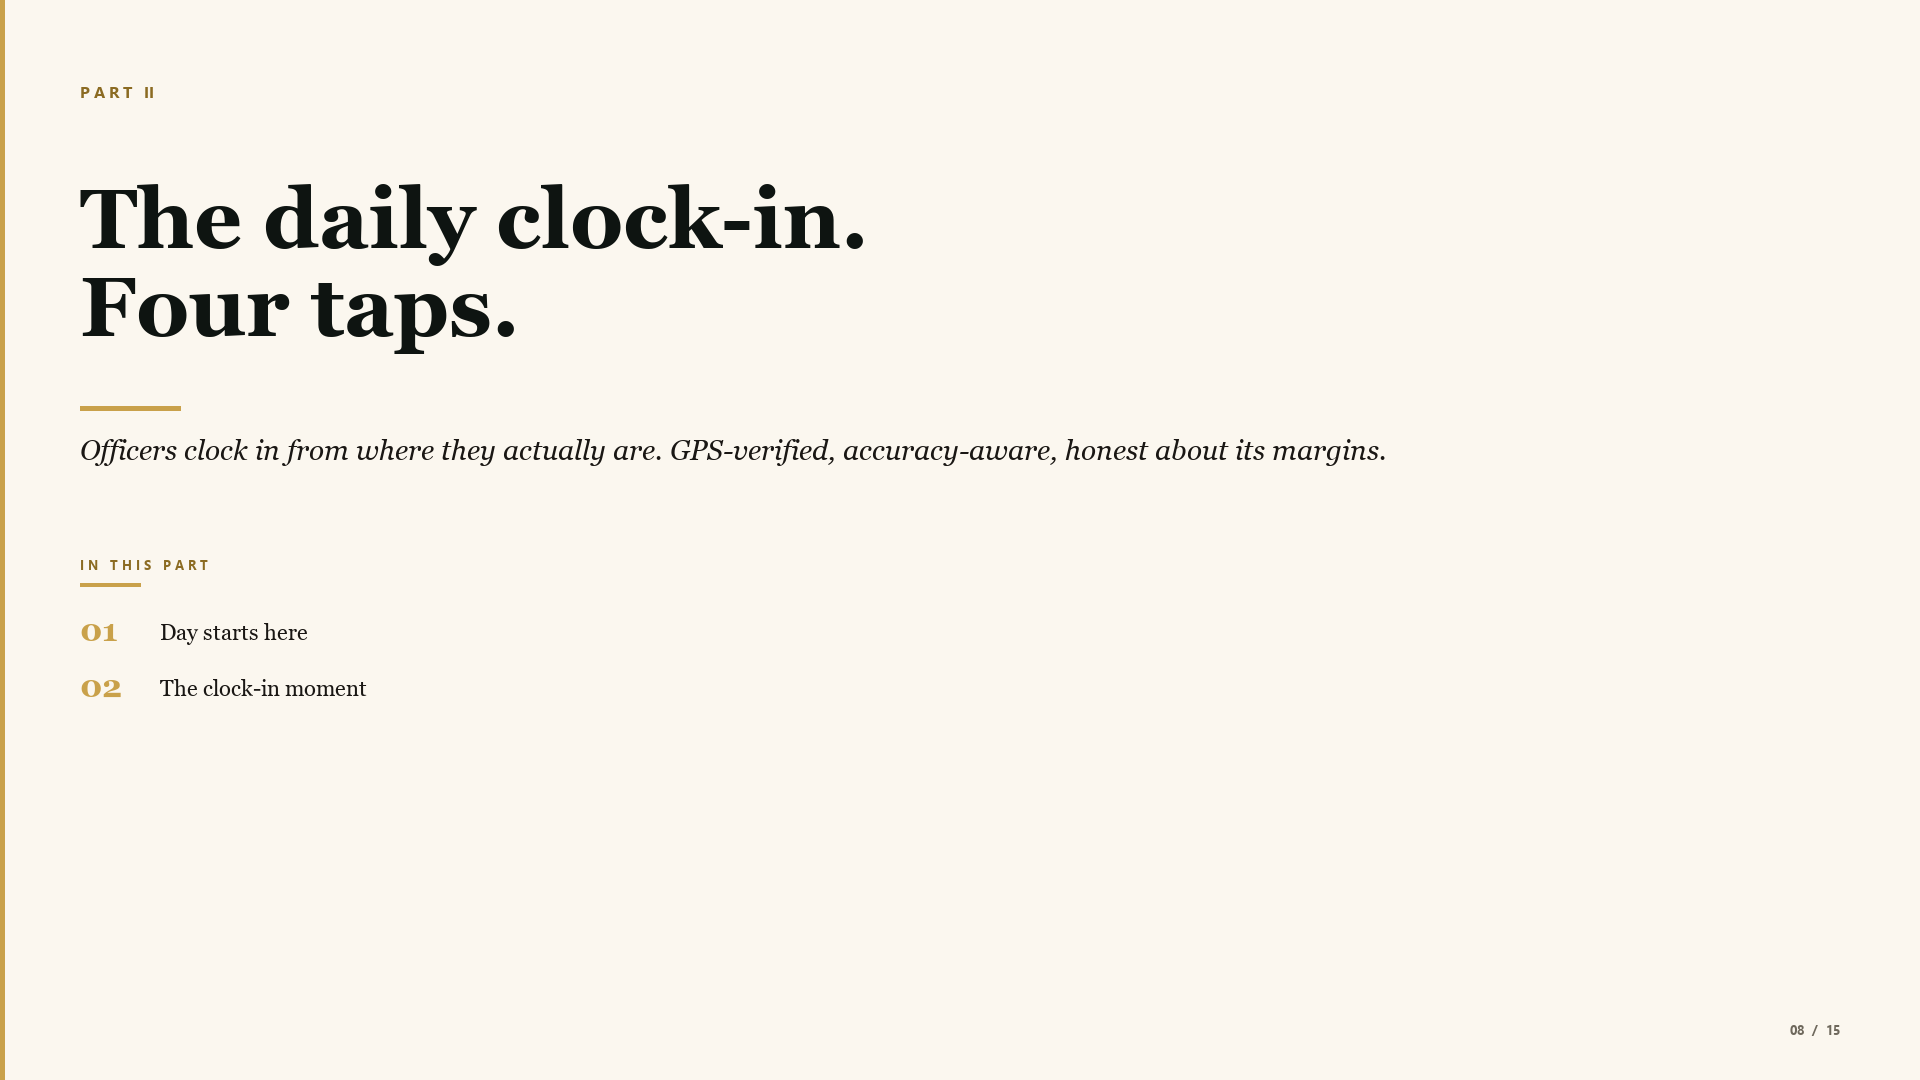 PART II
The daily clock-in.
Four taps.
Officers clock in from where they actually are. GPS-verified, accuracy-aware, honest about its margins.
IN THIS PART
01 Day starts here
02 The clock-in moment
08 / 15